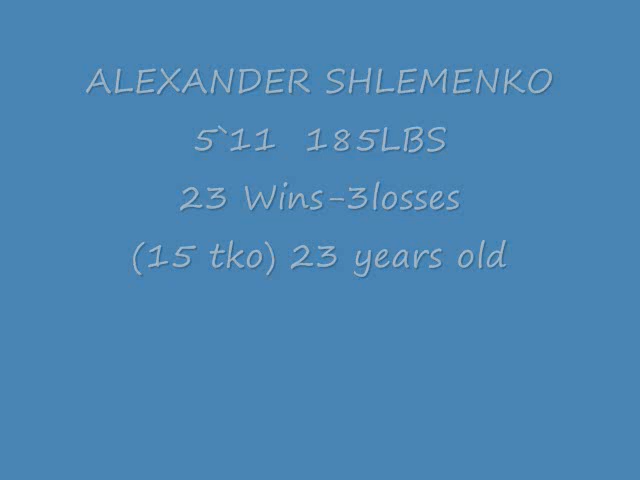 ALEXANDER SHLEMENKO
5`11 185LBS
23 Wins-3losses
(15 tko) 23 years old